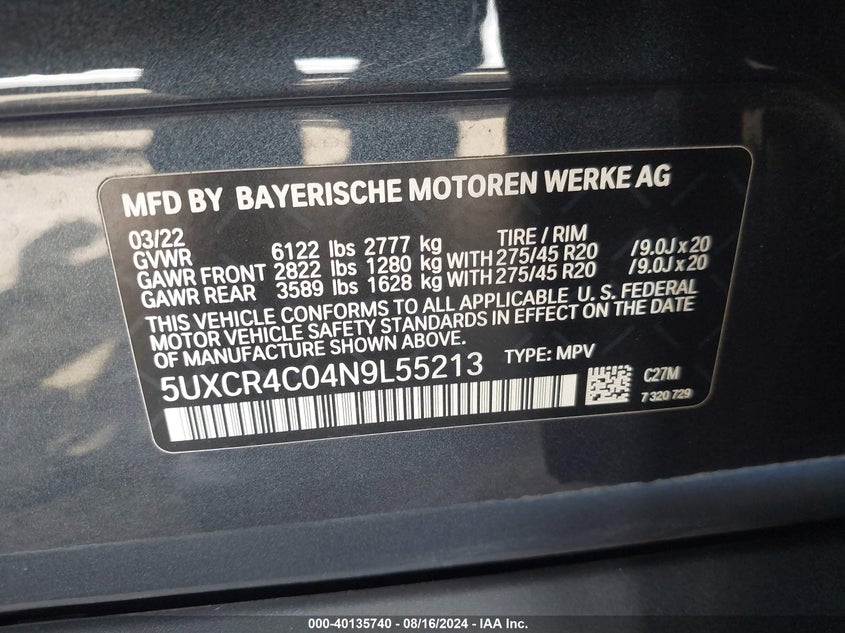 MFD BY BAYERISCHE MOTOREN WERKE AG
03/22 TIRE / RIM
GVWR 6122 lbs 2777 kg
GAWR FRONT 2822 lbs 1280 kg WITH 275/45 R20 /9.0J x 20
GAWR REAR 3589 lbs 1628 kg WITH 275/45 R20 /9.0J x 20
THIS VEHICLE CONFORMS TO ALL APPLICABLE U. S. FEDERAL
MOTOR VEHICLE SAFETY STANDARDS IN EFFECT ON THE DATE
OF MANUFACTURE SHOWN ABOVE.
5UXCR4C04N9L55213 TYPE: MPV
C27M
7 320 729
000-40135740 - 08/16/2024 - IAA Inc.